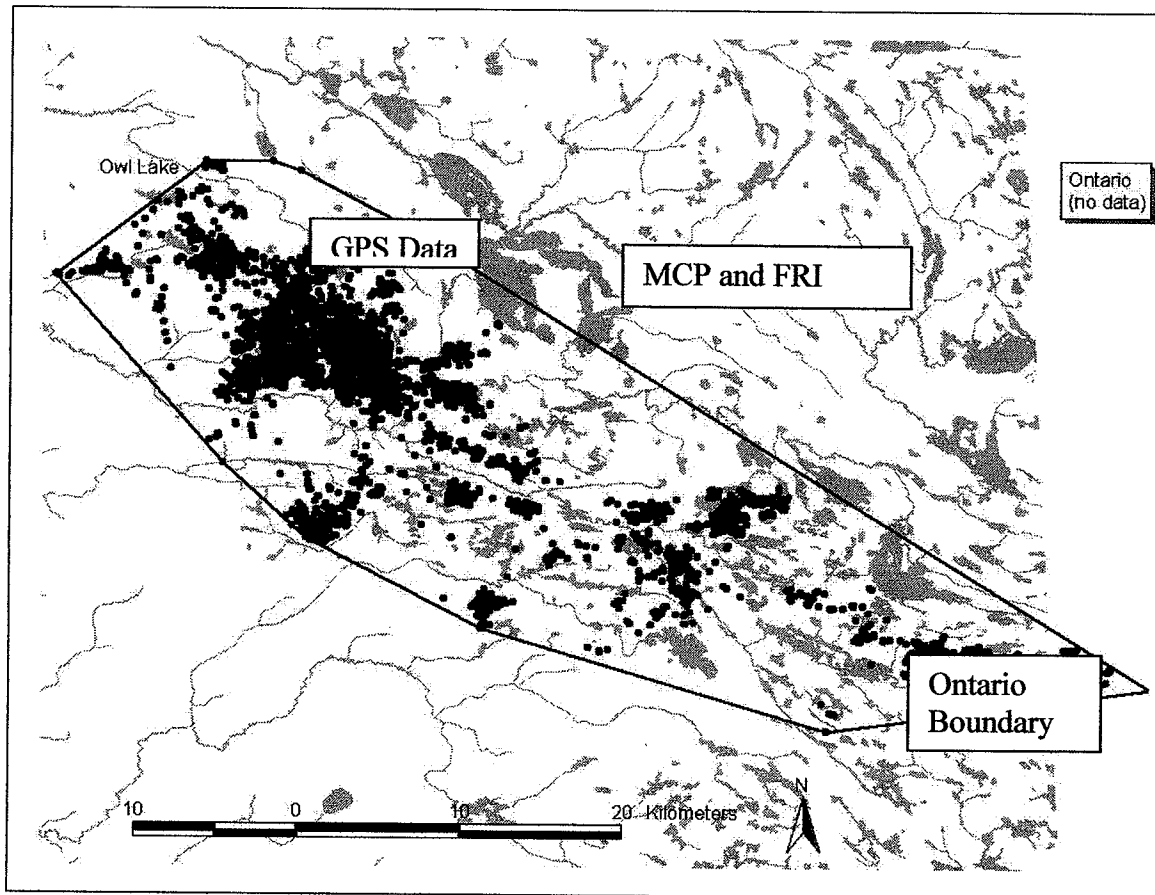 Owl Lake
Ontario
(no data)
GPS Data
MCP and FRI
Ontario
Boundary
N
10 0 10 20 Kilometers